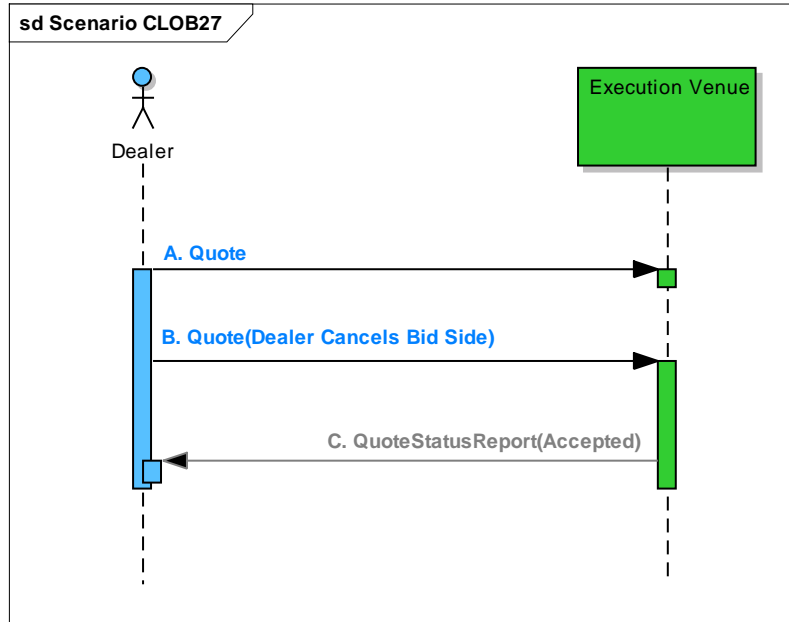 sd Scenario CLOB27
Execution Venue
Dealer
A. Quote
B. Quote(Dealer Cancels Bid Side)
C. QuoteStatusReport(Accepted)